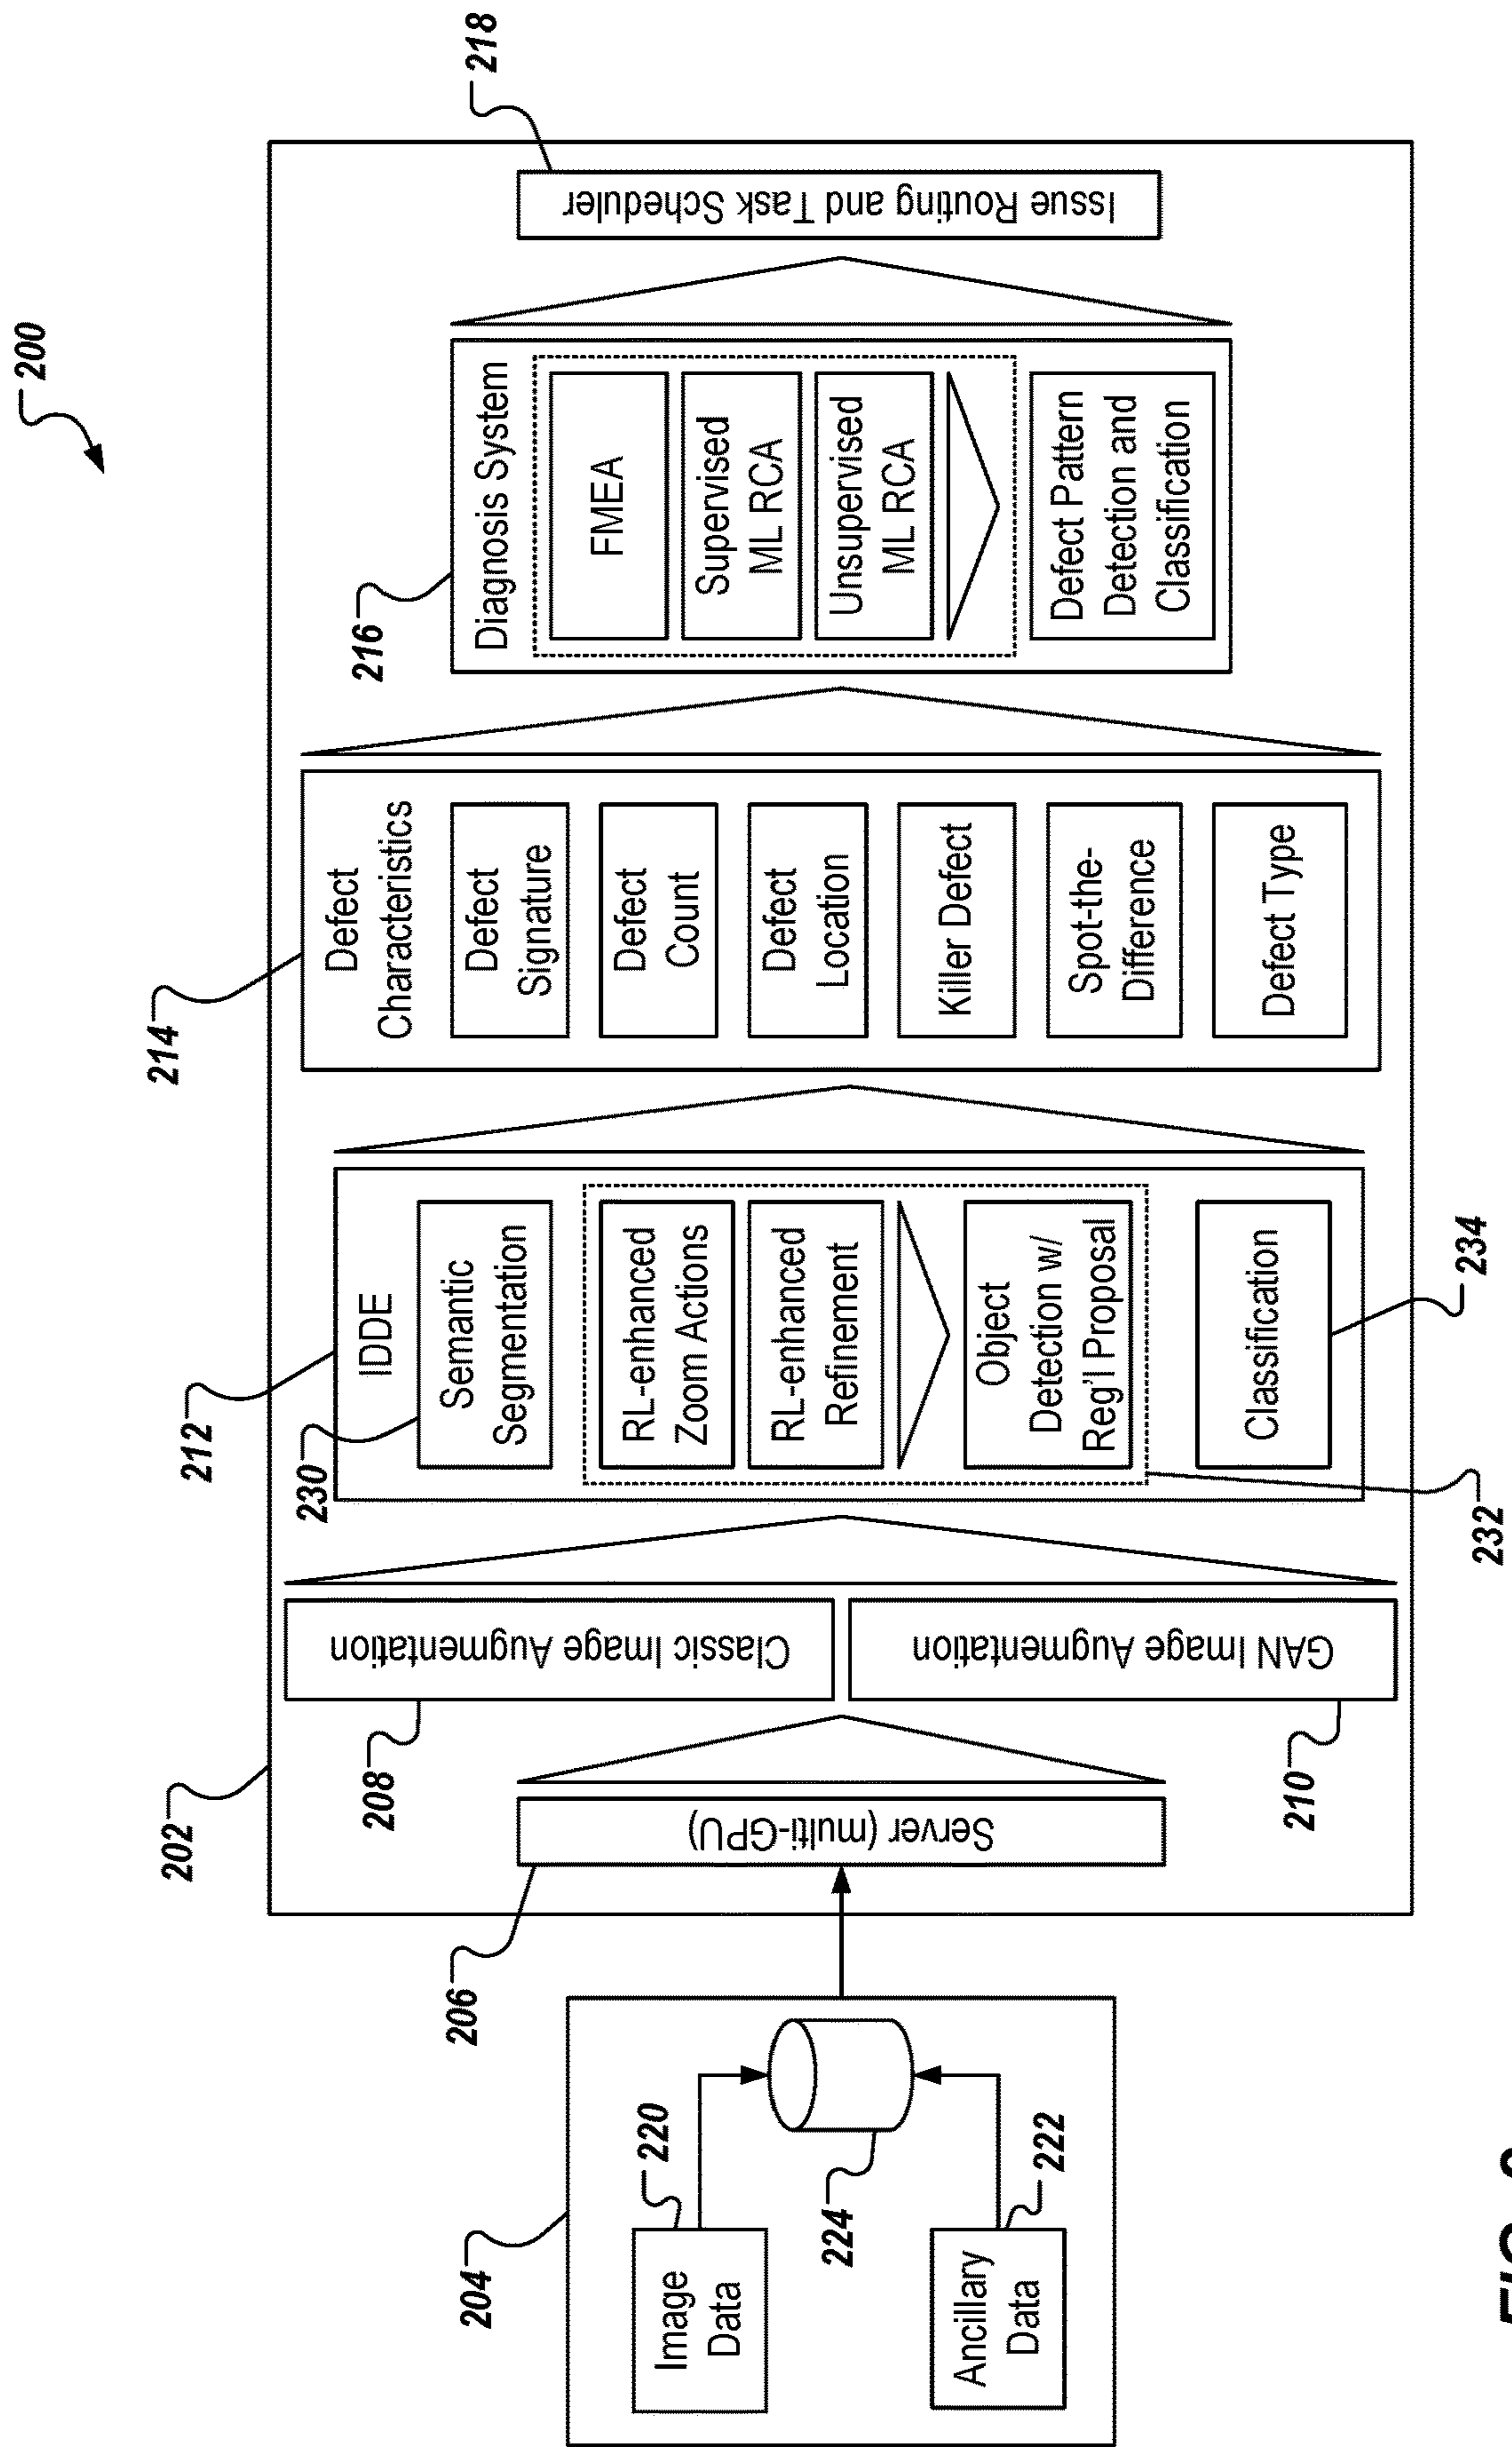 200
202
204
Image
Data
220
Ancillary
Data
222
224
206
Server (multi-GPU)
208
Classic Image Augmentation
GAN Image Augmentation
210
212
IDDE
230
Semantic
Segmentation
RL-enhanced
Zoom Actions
RL-enhanced
Refinement
Object
Detection w/
Reg'l Proposal
232
Classification
234
214
Defect
Characteristics
Defect
Signature
Defect
Count
Defect
Location
Killer Defect
Spot-the-
Difference
Defect Type
216
Diagnosis System
FMEA
Supervised
ML RCA
Unsupervised
ML RCA
Defect Pattern
Detection and
Classification
218
Issue Routing and Task Scheduler